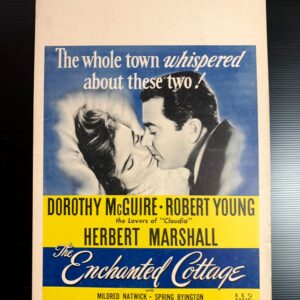 The whole town whispered
about these two!
DOROTHY McGUIRE · ROBERT YOUNG
the Lovers of "Claudia"
HERBERT MARSHALL
The Enchanted Cottage
with
MILDRED NATWICK · SPRING BYINGTON